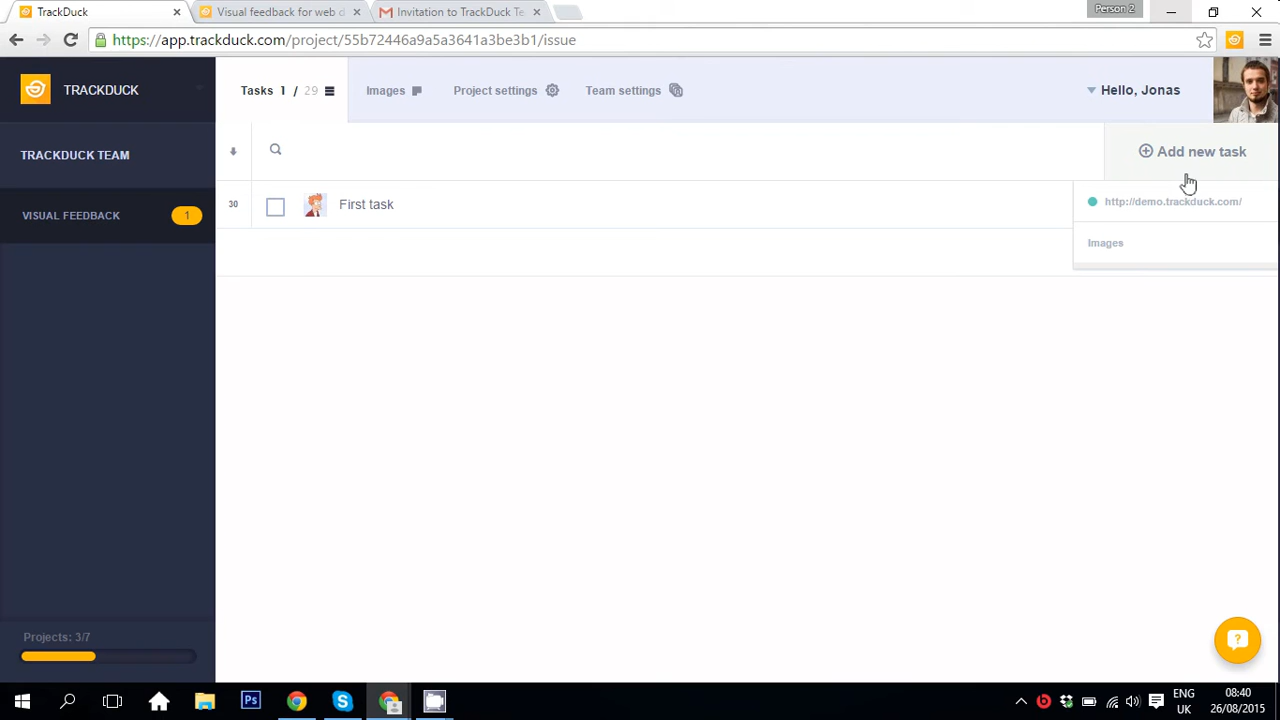 TrackDuck
Visual feedback for web d
Invitation to TrackDuck Te
Person 2
https://app.trackduck.com/project/55b72446a9a5a3641a3be3b1/issue
TRACKDUCK
Tasks 1 / 29
Images
Project settings
Team settings
Hello, Jonas
TRACKDUCK TEAM
Add new task
30
First task
http://demo.trackduck.com/
VISUAL FEEDBACK
1
Images
Projects: 3/7
?
Ps
ENG
UK
08:40
26/08/2015